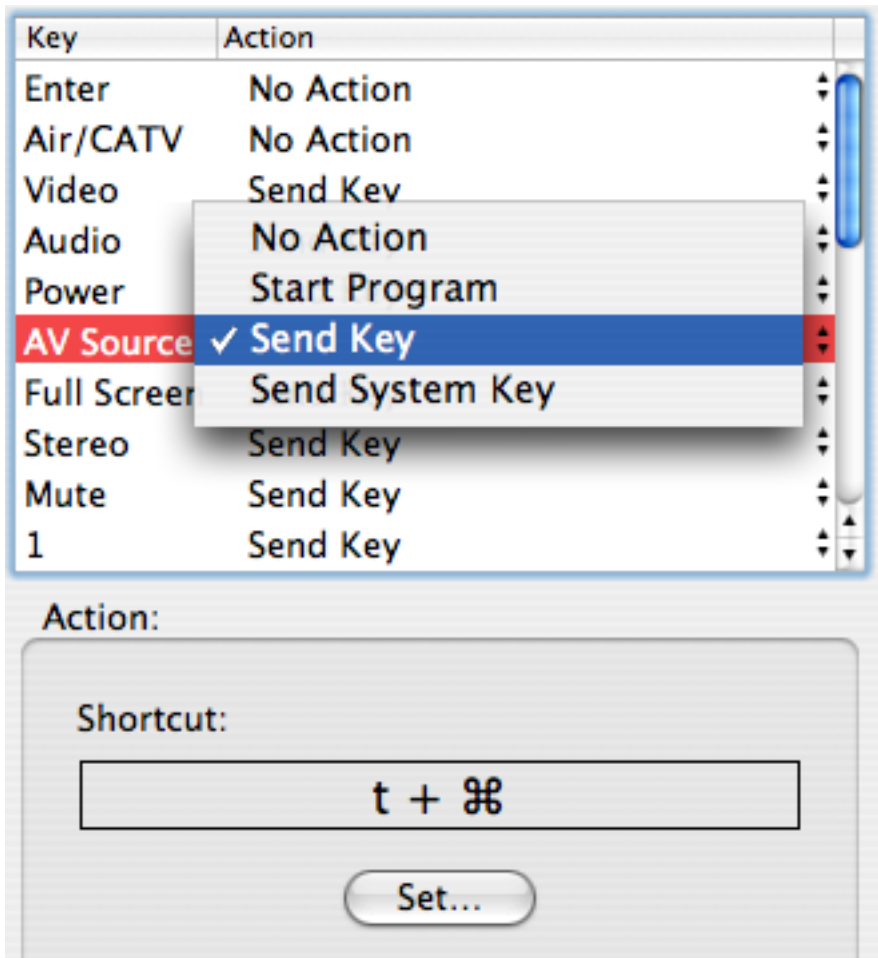 Key Action
Enter No Action
Air/CATV No Action
Video Send Key
Audio No Action
Power Start Program
AV Source ✓ Send Key
Full Screen Send System Key
Stereo Send Key
Mute Send Key
1 Send Key
Action:
Shortcut:
t + ⌘
Set...